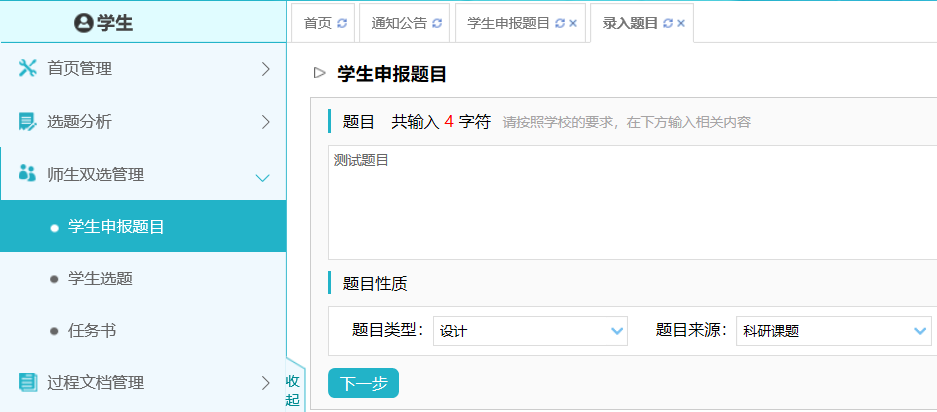 学生
首页 通知公告 学生申报题目 录入题目
首页管理
选题分析
师生双选管理
学生申报题目
学生选题
任务书
过程文档管理
收起
学生申报题目
题目 共输入 4 字符 请按照学校的要求，在下方输入相关内容
测试题目
题目性质
题目类型： 设计 题目来源： 科研课题
下一步